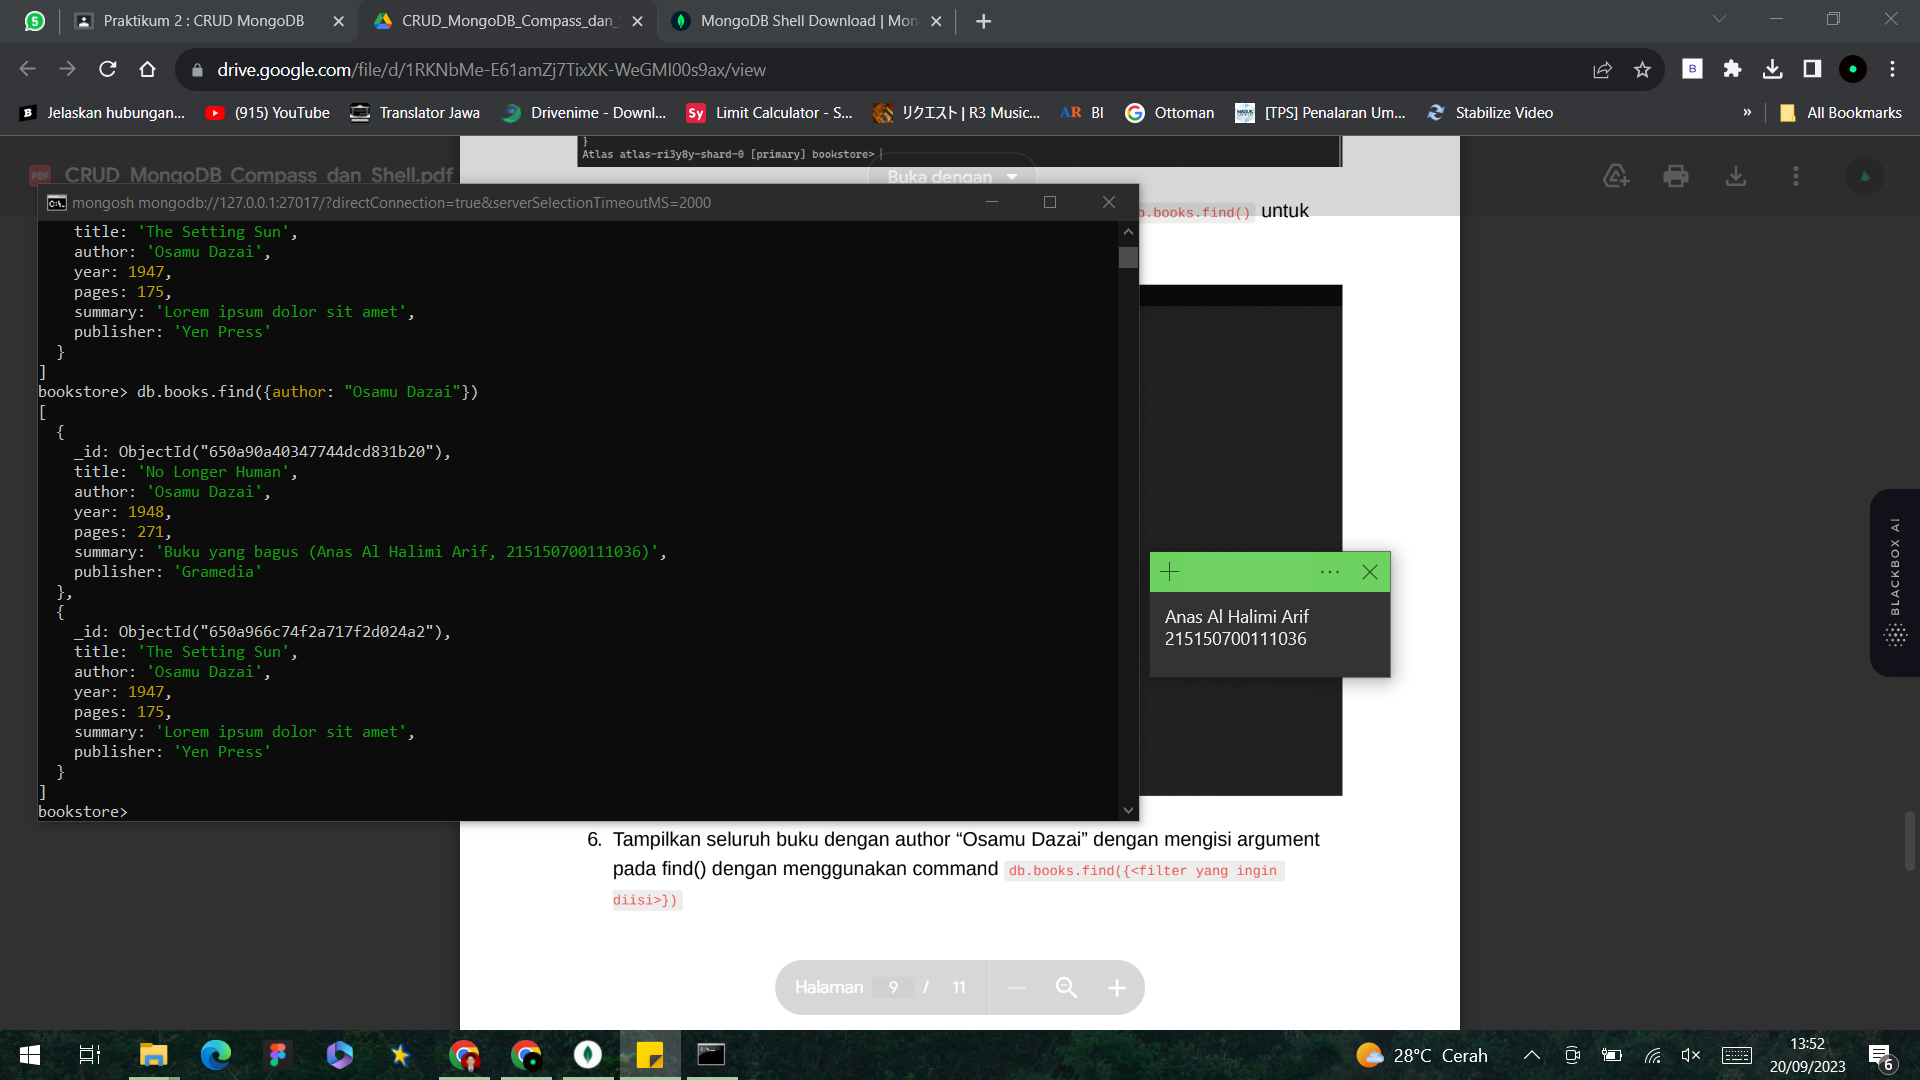 5
Praktikum 2 : CRUD MongoDB
CRUD_MongoDB_Compass_dan_
MongoDB Shell Download | Mon
drive.google.com/file/d/1RKNbMe-E61amZj7TixXK-WeGMI00s9ax/view
B
Jelaskan hubungan...
(915) YouTube
Translator Jawa
Drivenime - Downl...
Sy Limit Calculator - S...
リクエスト | R3 Music...
AR BI
Ottoman
[TPS] Penalaran Um...
Stabilize Video
»
All Bookmarks
}
Atlas atlas-ri3y8y-shard-0 [primary] bookstore>
PDF CRUD_MongoDB_Compass_dan_Shell.pdf
Buka dengan
b.books.find() untuk
mongosh mongodb://127.0.0.1:27017/?directConnection=true&serverSelectionTimeoutMS=2000
title: 'The Setting Sun',
author: 'Osamu Dazai',
year: 1947,
pages: 175,
summary: 'Lorem ipsum dolor sit amet',
publisher: 'Yen Press'
}
]
bookstore> db.books.find({author: "Osamu Dazai"})
[
{
_id: ObjectId("650a90a40347744dcd831b20"),
title: 'No Longer Human',
author: 'Osamu Dazai',
year: 1948,
pages: 271,
summary: 'Buku yang bagus (Anas Al Halimi Arif, 215150700111036)',
publisher: 'Gramedia'
},
{
_id: ObjectId("650a966c74f2a717f2d024a2"),
title: 'The Setting Sun',
author: 'Osamu Dazai',
year: 1947,
pages: 175,
summary: 'Lorem ipsum dolor sit amet',
publisher: 'Yen Press'
}
]
bookstore>
Anas Al Halimi Arif
215150700111036
BLACKBOX AI
6. Tampilkan seluruh buku dengan author “Osamu Dazai” dengan mengisi argument
pada find() dengan menggunakan command db.books.find({<filter yang ingin
diisi>})
Halaman 9 / 11
28°C Cerah
13:52
20/09/2023
6